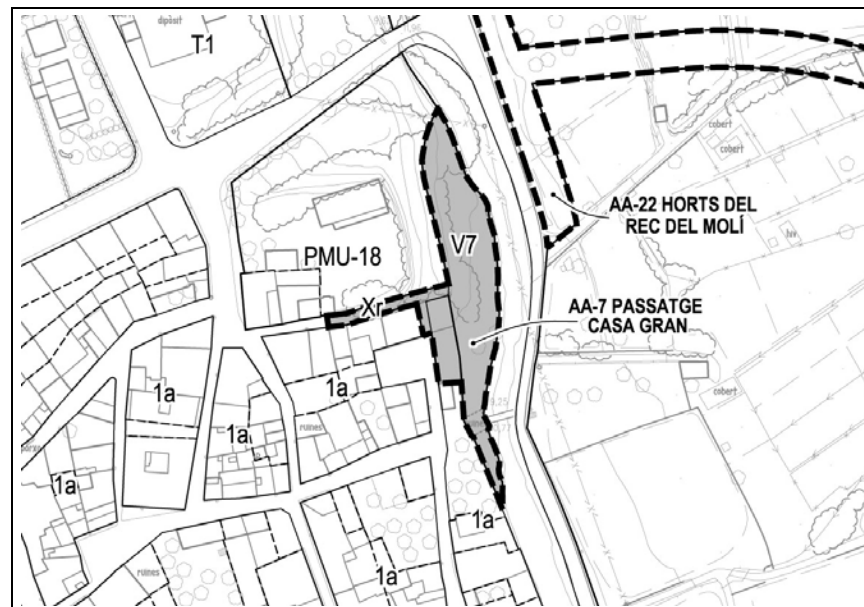 dipòsit
T1
cobert
cobert
AA-22 HORTS DEL
REC DEL MOLÍ
V7
PMU-18
Xr
AA-7 PASSATGE
CASA GRAN
1a
1a
cobert
1a
ruïnes
1a
1a
1a
ruïnes
ruïnes